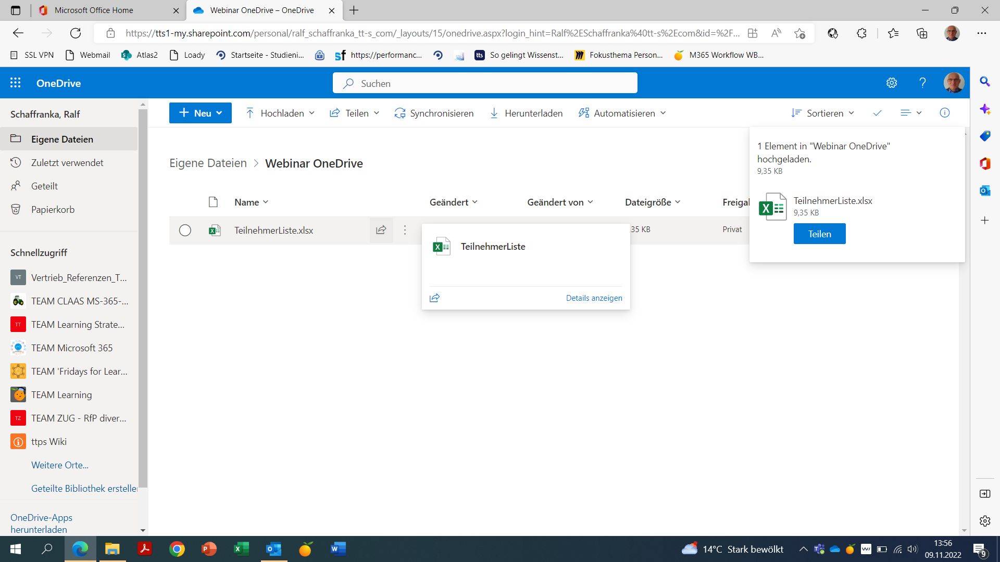 Microsoft Office Home
Webinar OneDrive – OneDrive
https://tts1-my.sharepoint.com/personal/ralf_schaffranka_tt-s_com/_layouts/15/onedrive.aspx?login_hint=Ralf%2ESchaffranka%40tt-s%2Ecom&id=%2F...
SSL VPN
Webmail
Atlas2
Loady
Startseite - Studieni...
https://performanc...
So gelingt Wissenst...
Fokusthema Person...
M365 Workflow WB...
OneDrive
Suchen
Schaffranka, Ralf
Eigene Dateien
Zuletzt verwendet
Geteilt
Papierkorb
Schnellzugriff
VT Vertrieb_Referenzen_T...
TEAM CLAAS MS-365-...
TT TEAM Learning Strate...
TEAM Microsoft 365
TEAM 'Fridays for Lear...
TEAM Learning
TZ TEAM ZUG - RfP diver...
ttps Wiki
Weitere Orte...
Geteilte Bibliothek erstelle
OneDrive-Apps
herunterladen
Neu
Hochladen
Teilen
Synchronisieren
Herunterladen
Automatisieren
Sortieren
Eigene Dateien > Webinar OneDrive
Name
Geändert
Geändert von
Dateigröße
Freigal
TeilnehmerListe.xlsx
35 KB
Privat
TeilnehmerListe
Details anzeigen
1 Element in "Webinar OneDrive"
hochgeladen.
9,35 KB
TeilnehmerListe.xlsx
9,35 KB
Teilen
14°C Stark bewölkt
13:56
09.11.2022
9